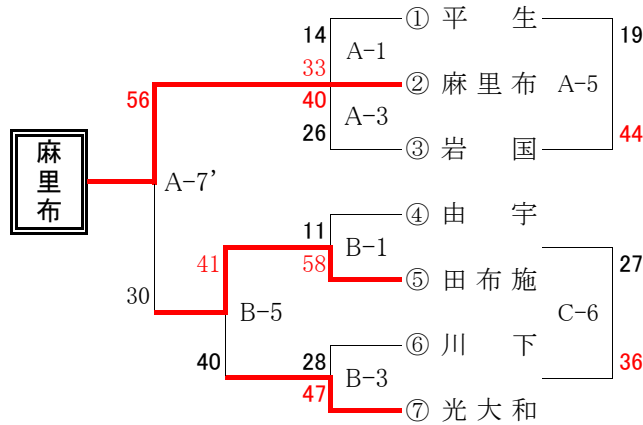 ① 平 生
14
19
A-1
33
56
② 麻里布
A-5
40
A-3
26
44
③ 岩 国
麻里布
A-7’
④ 由 宇
11
B-1
41
58
27
⑤ 田布施
30
B-5
C-6
⑥ 川 下
40
28
36
B-3
47
⑦ 光大和